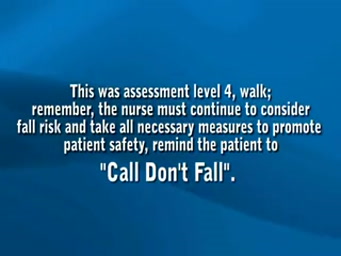 This was assessment level 4, walk;
remember, the nurse must continue to consider
fall risk and take all necessary measures to promote
patient safety, remind the patient to
"Call Don't Fall".